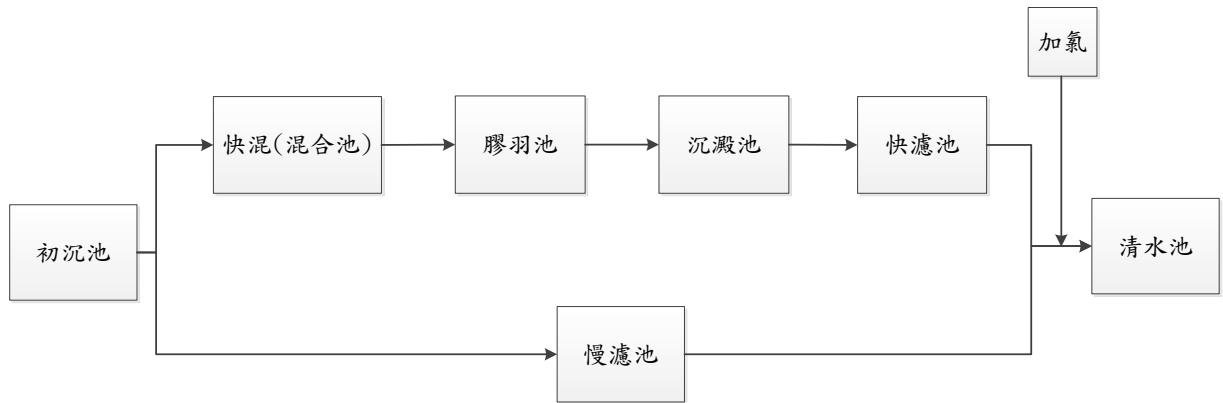 加氯
快混(混合池)
膠羽池
沉澱池
快濾池
初沉池
清水池
慢濾池